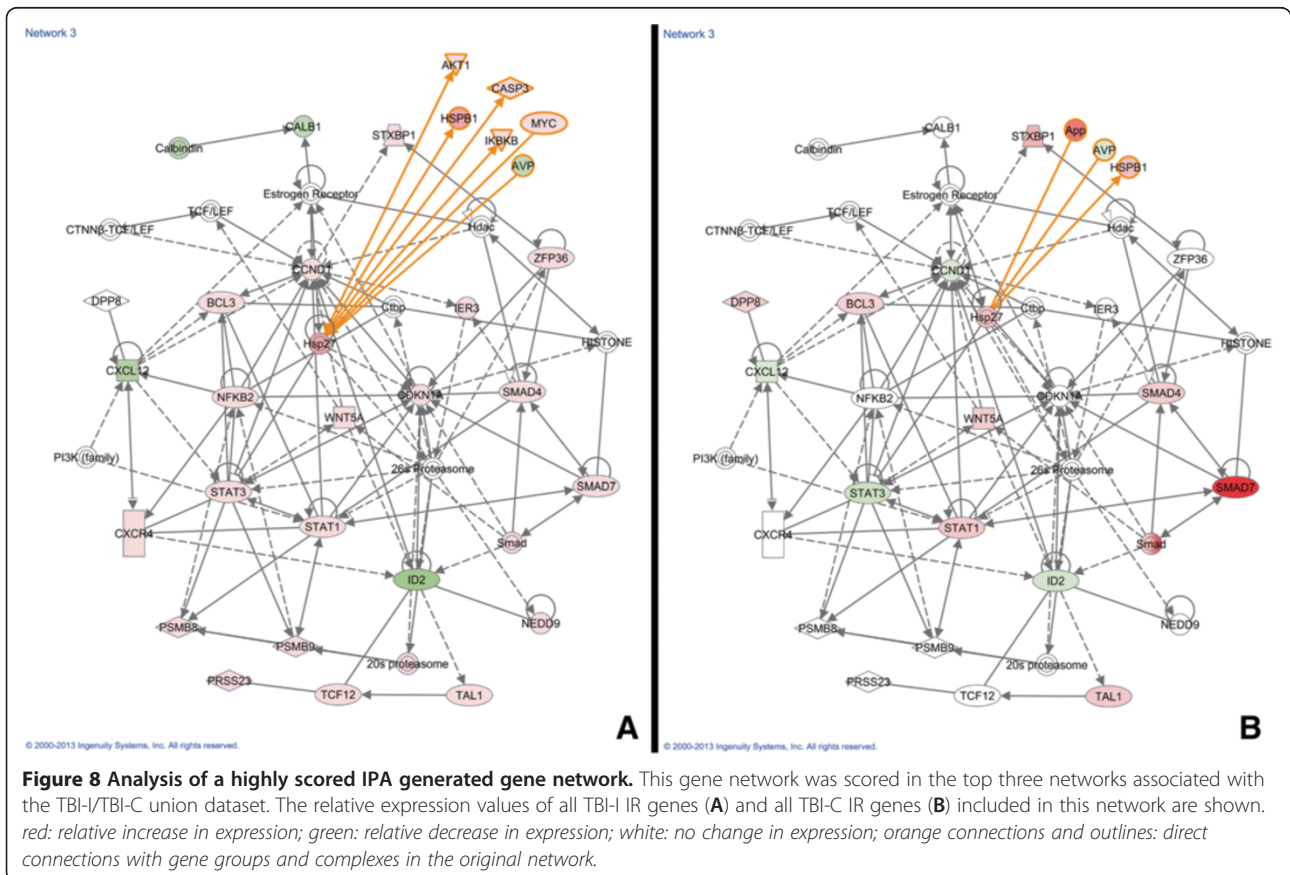 Network 3
AKT1
CASP3
HSPB1
MYC
CALB1
STXBP1
IKBKB
Calbindin
AVP
Estrogen Receptor
TCF/LEF
CTNNβ-TCF/LEF
Hdac
CCND1
ZFP36
DPP8
BCL3
Ctbp
IER3
Hsp27
HISTONE
CXCL12
NFKB2
CDKN1A
SMAD4
WNT5A
PI3K (family)
26s Proteasome
STAT3
SMAD7
STAT1
CXCR4
Smad
ID2
PSMB8
NEDD9
PSMB9
20s proteasome
PRSS23
TCF12
TAL1
A
© 2000-2013 Ingenuity Systems, Inc. All rights reserved.
Network 3
CALB1
STXBP1
App
AVP
Calbindin
HSPB1
Estrogen Receptor
TCF/LEF
CTNNβ-TCF/LEF
Hdac
CCND1
ZFP36
DPP8
BCL3
Ctbp
IER3
Hsp27
HISTONE
CXCL12
NFKB2
CDKN1A
SMAD4
WNT5A
PI3K (family)
26s Proteasome
STAT3
SMAD7
STAT1
CXCR4
Smad
ID2
PSMB8
NEDD9
PSMB9
20s proteasome
PRSS23
TCF12
TAL1
B
© 2000-2013 Ingenuity Systems, Inc. All rights reserved.
Figure 8 Analysis of a highly scored IPA generated gene network. This gene network was scored in the top three networks associated with
the TBI-I/TBI-C union dataset. The relative expression values of all TBI-I IR genes (A) and all TBI-C IR genes (B) included in this network are shown.
red: relative increase in expression; green: relative decrease in expression; white: no change in expression; orange connections and outlines: direct
connections with gene groups and complexes in the original network.